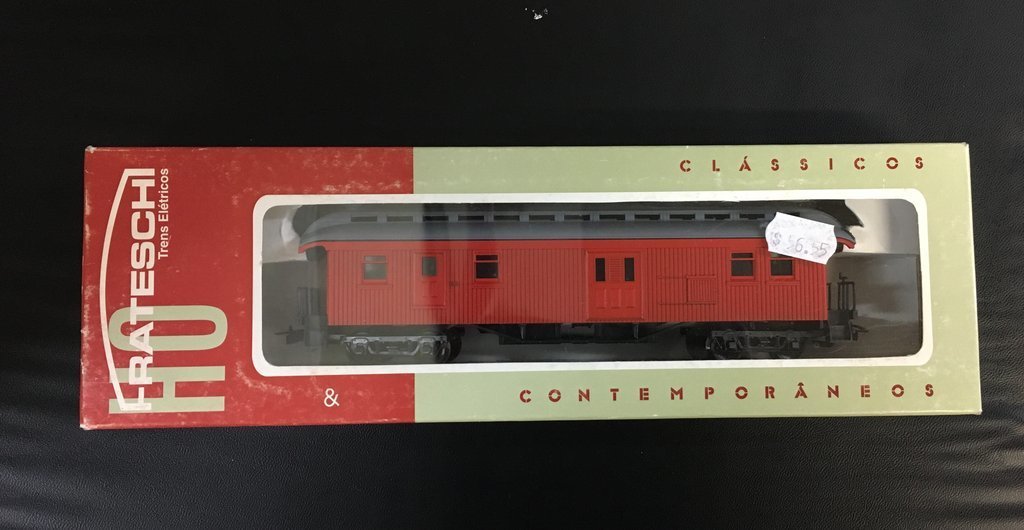 FRATESCHI
Trens Elétricos
HO
CLÁSSICOS
&
CONTEMPORÂNEOS